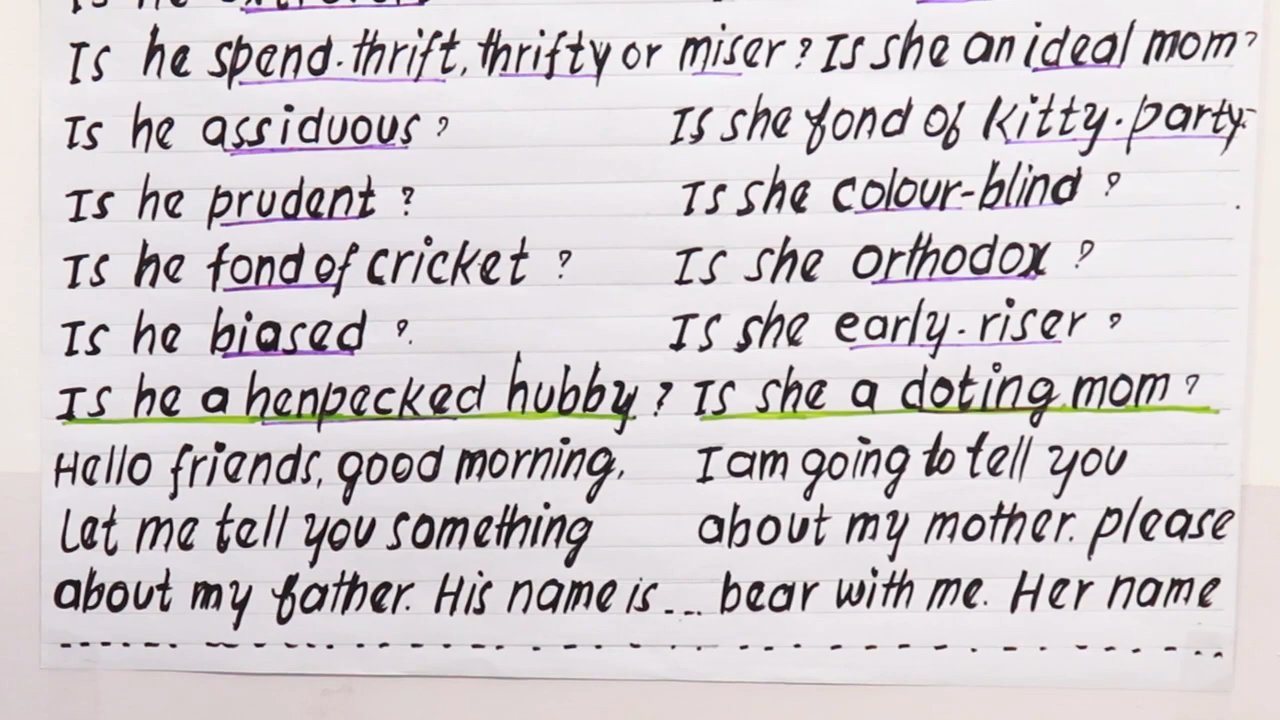 Is he
Is he spend.thrift, thrifty or miser? Is she an ideal mom?
Is he assiduous? Is she fond of kitty.party
Is he prudent? Is she colour-blind?
Is he fond of cricket? Is she orthodox?
Is he biased? Is she early.riser?
Is he a henpecked hubby? Is she a doting mom?
Hello friends, good morning, I am going to tell you
Let me tell you something about my mother. please
about my father. His name is... bear with me. Her name